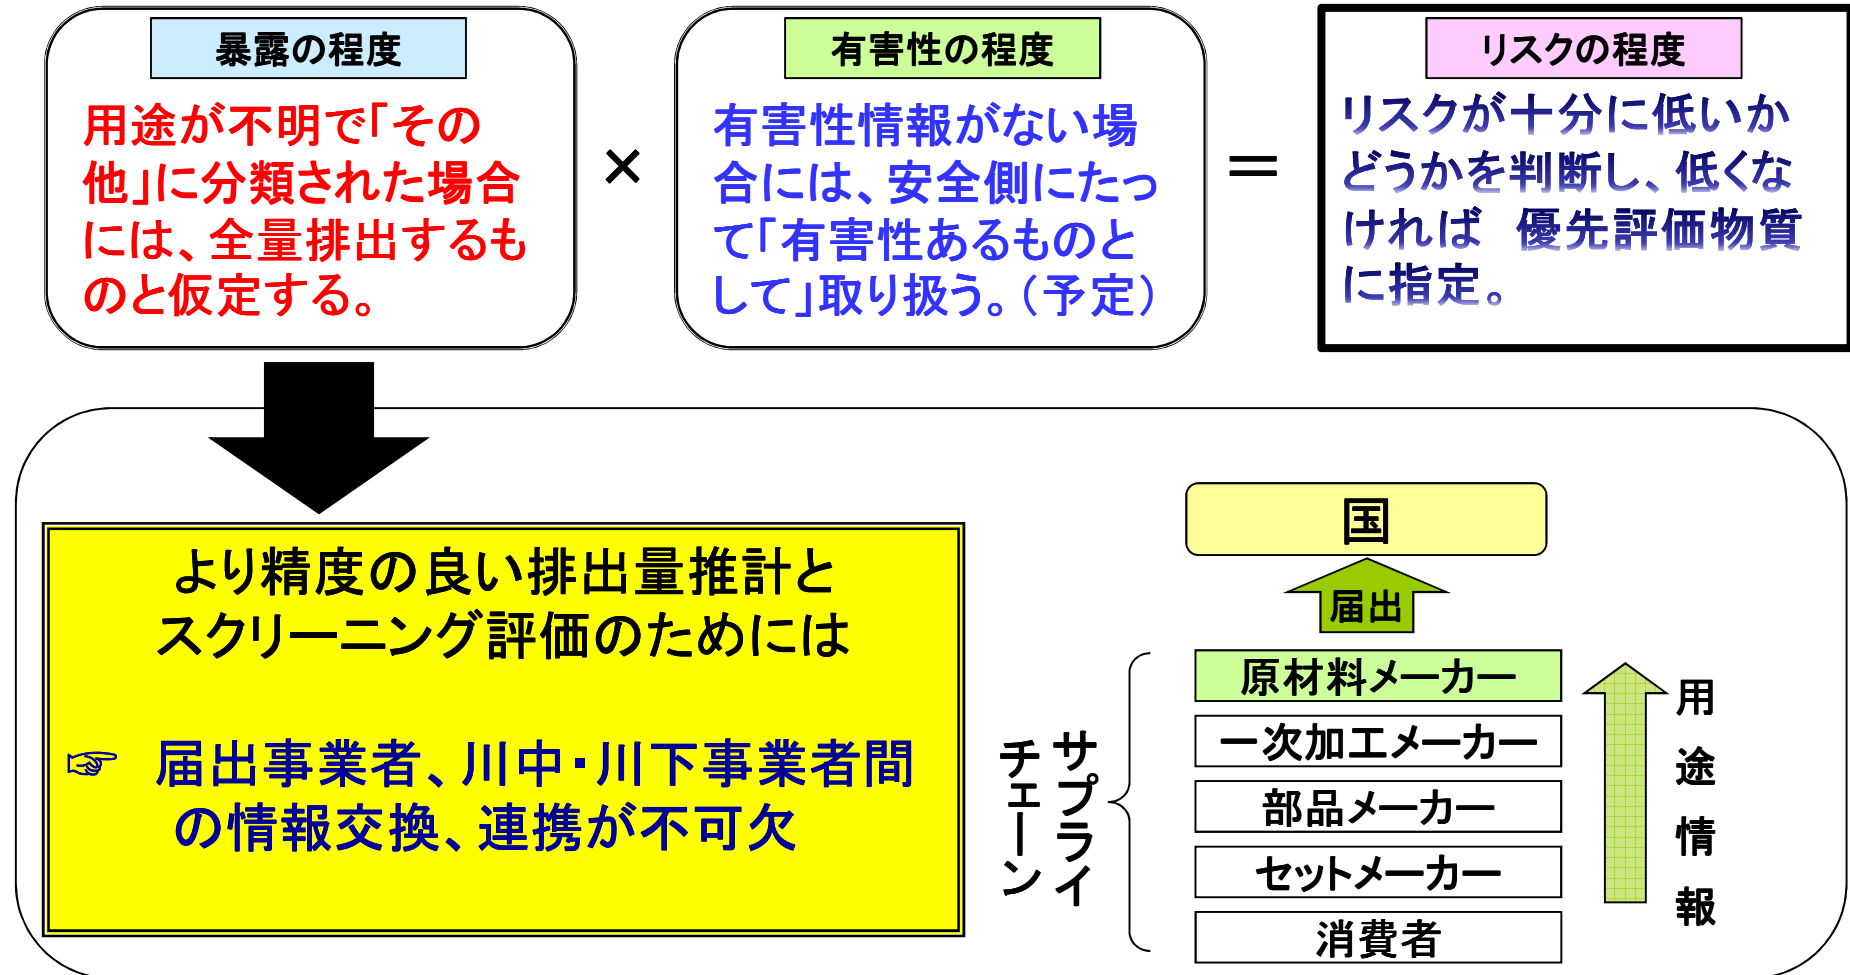 暴露の程度
用途が不明で「その
他」に分類された場合
には、全量排出するも
のと仮定する。
×
有害性の程度
有害性情報がない場
合には、安全側にたっ
て「有害性あるものと
して」取り扱う。(予定)
＝
リスクの程度
リスクが十分に低いか
どうかを判断し、低くな
ければ 優先評価物質
に指定。
より精度の良い排出量推計と
スクリーニング評価のためには
☞ 届出事業者、川中・川下事業者間
の情報交換、連携が不可欠
国
届出
サプライ
チェーン
原材料メーカー
一次加工メーカー
部品メーカー
セットメーカー
消費者
用途情報